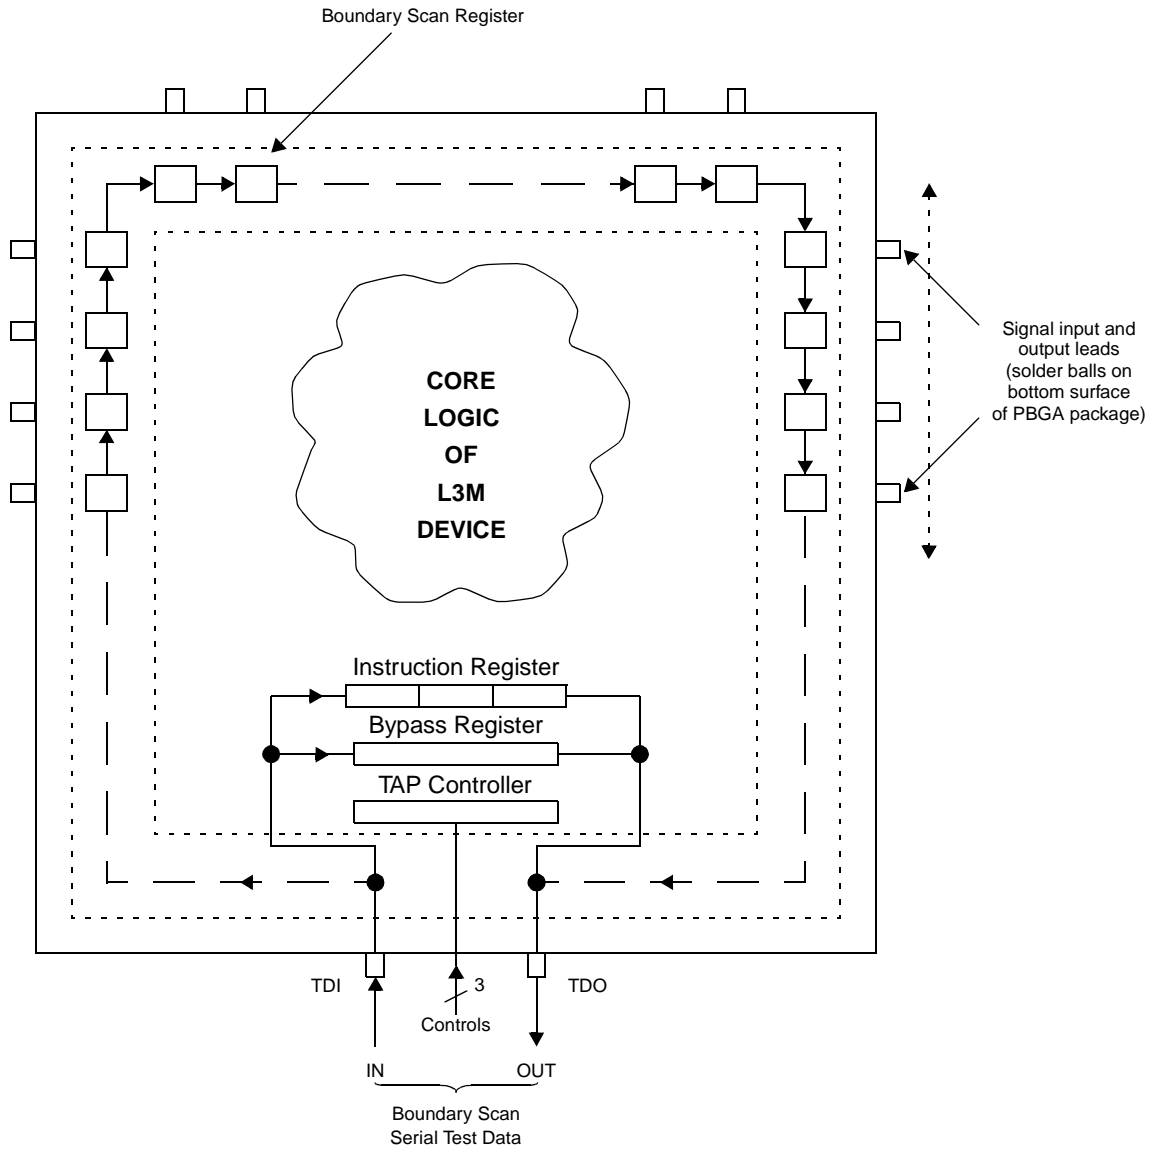 Boundary Scan Register
Signal input and
output leads
(solder balls on
bottom surface
of PBGA package)
CORE
LOGIC
OF
L3M
DEVICE
Instruction Register
Bypass Register
TAP Controller
TDI
3
TDO
Controls
IN
OUT
Boundary Scan
Serial Test Data